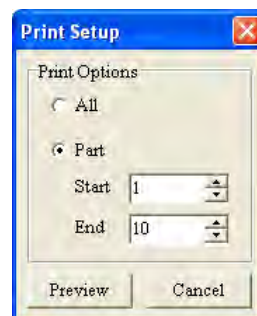 Print Setup
Print Options
All
Part
Start 1
End 10
Preview Cancel